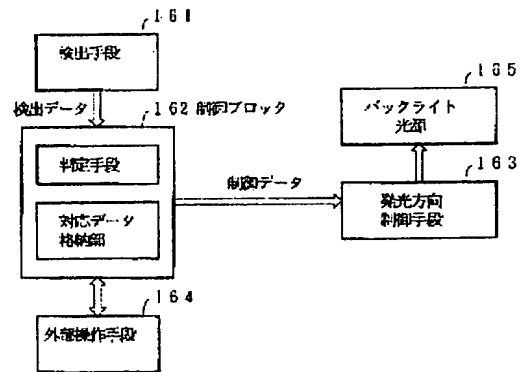 161
検出手段
検出データ
162 制御ブロック
判定手段
対応データ
格納部
制御データ
165
バックライト
光部
163
発光方向
制御手段
164
外部操作手段